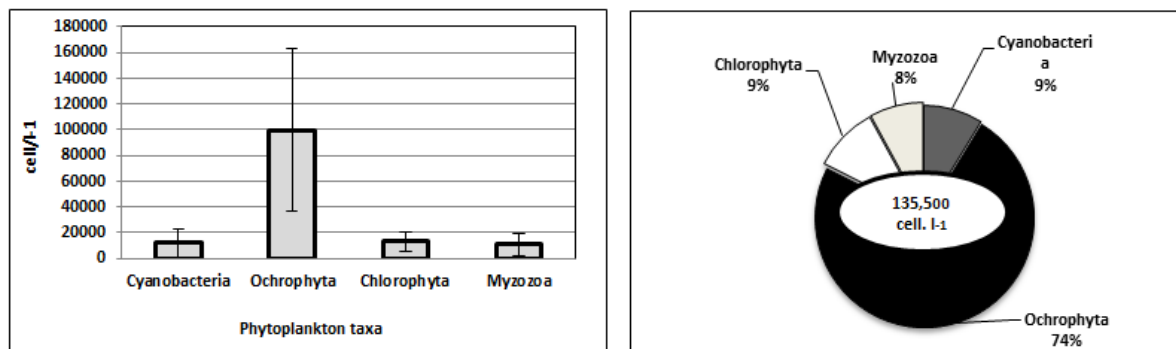 180000
160000
140000
120000
100000
80000
60000
40000
20000
0
cell/l-1
Cyanobacteria Ochrophyta Chlorophyta Myzozoa
Phytoplankton taxa
Chlorophyta
9%
Myzozoa
8%
Cyanobacteri
a
9%
135,500
cell. l-1
Ochrophyta
74%